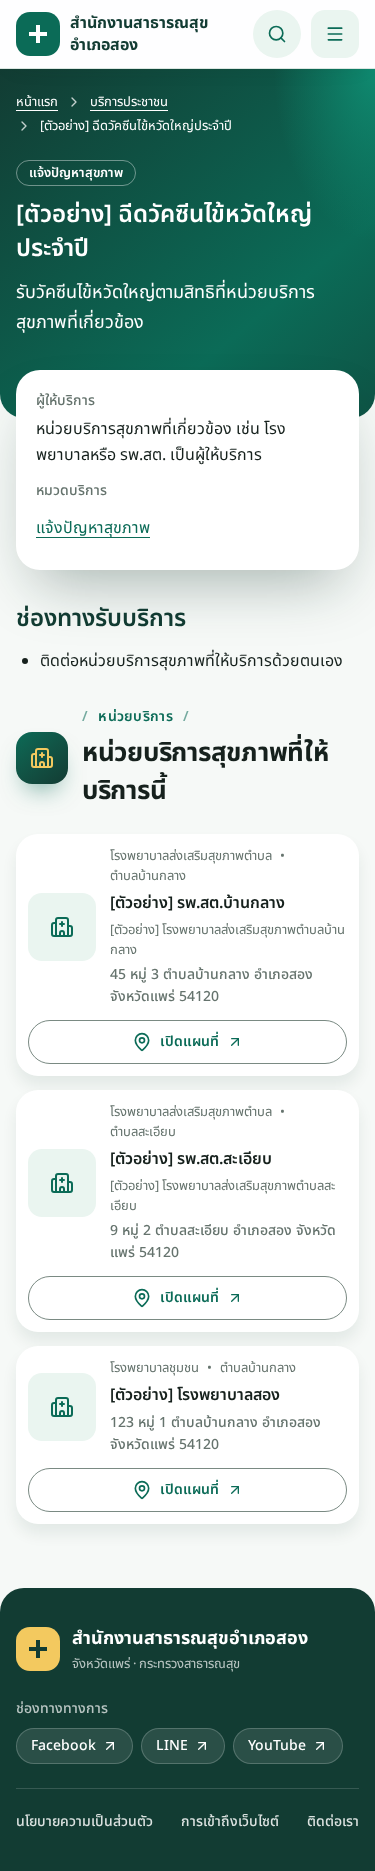 สำนักงานสาธารณสุข
อำเภอสอง
หน้าแรก
บริการประชาชน
[ตัวอย่าง] ฉีดวัคซีนไข้หวัดใหญ่ประจำปี
แจ้งปัญหาสุขภาพ
[ตัวอย่าง] ฉีดวัคซีนไข้หวัดใหญ่
ประจำปี
รับวัคซีนไข้หวัดใหญ่ตามสิทธิที่หน่วยบริการ
สุขภาพที่เกี่ยวข้อง
ผู้ให้บริการ
หน่วยบริการสุขภาพที่เกี่ยวข้อง เช่น โรง
พยาบาลหรือ รพ.สต. เป็นผู้ให้บริการ
หมวดบริการ
แจ้งปัญหาสุขภาพ
ช่องทางรับบริการ
• ติดต่อหน่วยบริการสุขภาพที่ให้บริการด้วยตนเอง
/ หน่วยบริการ /
หน่วยบริการสุขภาพที่ให้
บริการนี้
โรงพยาบาลส่งเสริมสุขภาพตำบล •
ตำบลบ้านกลาง
[ตัวอย่าง] รพ.สต.บ้านกลาง
[ตัวอย่าง] โรงพยาบาลส่งเสริมสุขภาพตำบลบ้าน
กลาง
45 หมู่ 3 ตำบลบ้านกลาง อำเภอสอง
จังหวัดแพร่ 54120
เปิดแผนที่
โรงพยาบาลส่งเสริมสุขภาพตำบล •
ตำบลสะเอียบ
[ตัวอย่าง] รพ.สต.สะเอียบ
[ตัวอย่าง] โรงพยาบาลส่งเสริมสุขภาพตำบลสะ
เอียบ
9 หมู่ 2 ตำบลสะเอียบ อำเภอสอง จังหวัด
แพร่ 54120
เปิดแผนที่
โรงพยาบาลชุมชน • ตำบลบ้านกลาง
[ตัวอย่าง] โรงพยาบาลสอง
123 หมู่ 1 ตำบลบ้านกลาง อำเภอสอง
จังหวัดแพร่ 54120
เปิดแผนที่
สำนักงานสาธารณสุขอำเภอสอง
จังหวัดแพร่ · กระทรวงสาธารณสุข
ช่องทางทางการ
Facebook
LINE
YouTube
นโยบายความเป็นส่วนตัว
การเข้าถึงเว็บไซต์
ติดต่อเรา